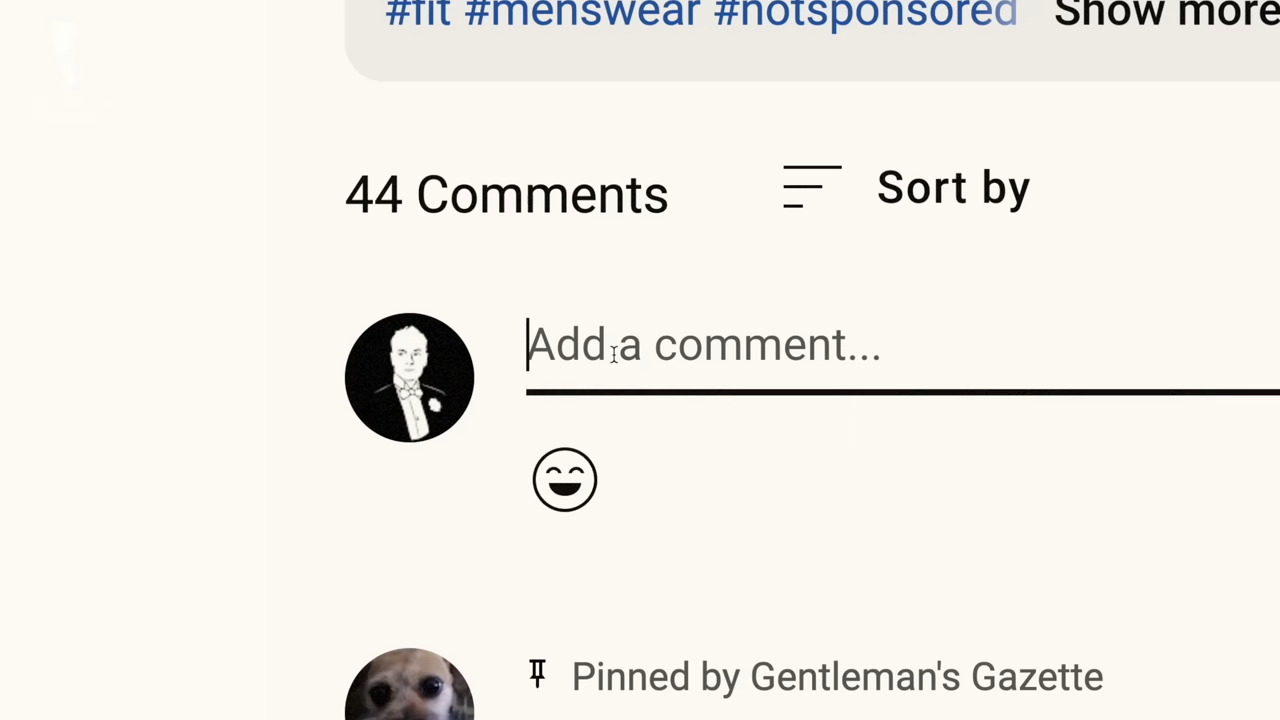 #fit #menswear #notsponsored Show more
44 Comments
Sort by
Add a comment...
Pinned by Gentleman's Gazette